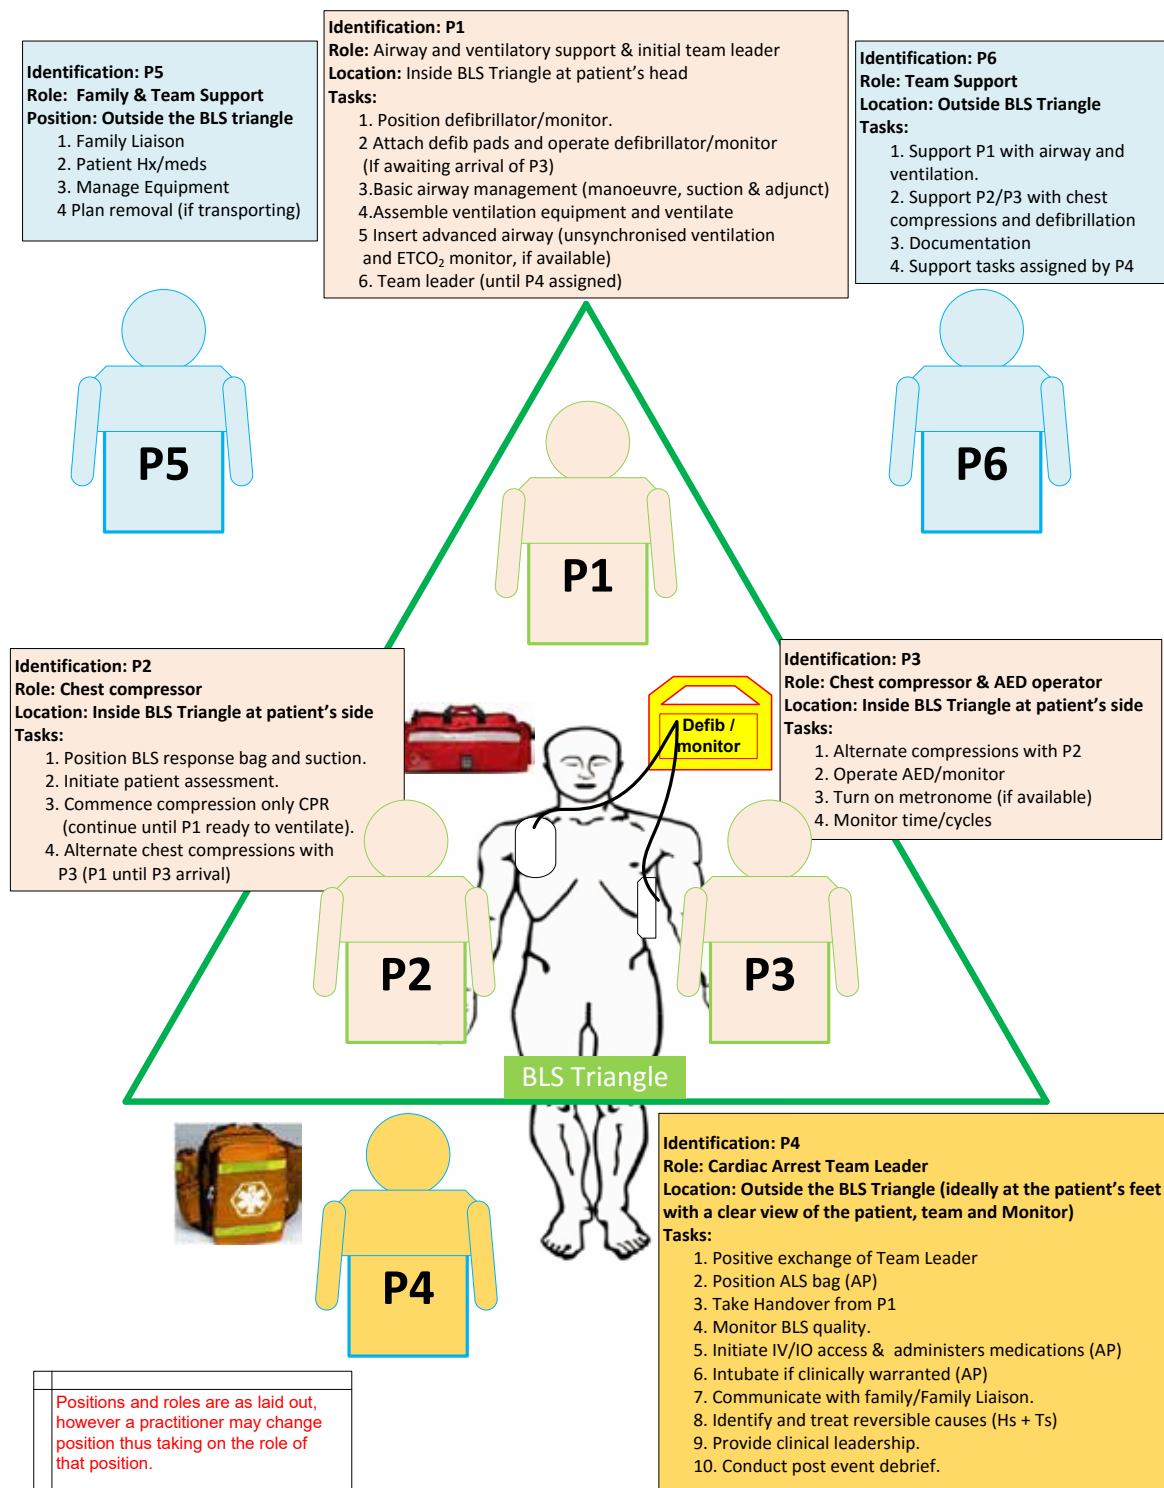 Identification: P1
Role: Airway and ventilatory support & initial team leader
Location: Inside BLS Triangle at patient's head
Tasks:
1. Position defibrillator/monitor.
2 Attach defib pads and operate defibrillator/monitor
(If awaiting arrival of P3)
3.Basic airway management (manoeuvre, suction & adjunct)
4.Assemble ventilation equipment and ventilate
5 Insert advanced airway (unsynchronised ventilation
and ETCO₂ monitor, if available)
6. Team leader (until P4 assigned)
Identification: P5
Role: Family & Team Support
Position: Outside the BLS triangle
1. Family Liaison
2. Patient Hx/meds
3. Manage Equipment
4 Plan removal (if transporting)
Identification: P6
Role: Team Support
Location: Outside BLS Triangle
Tasks:
1. Support P1 with airway and
ventilation.
2. Support P2/P3 with chest
compressions and defibrillation
3. Documentation
4. Support tasks assigned by P4
P5
P6
P1
Identification: P2
Role: Chest compressor
Location: Inside BLS Triangle at patient's side
Tasks:
1. Position BLS response bag and suction.
2. Initiate patient assessment.
3. Commence compression only CPR
(continue until P1 ready to ventilate).
4. Alternate chest compressions with
P3 (P1 until P3 arrival)
Defib /
monitor
Identification: P3
Role: Chest compressor & AED operator
Location: Inside BLS Triangle at patient's side
Tasks:
1. Alternate compressions with P2
2. Operate AED/monitor
3. Turn on metronome (if available)
4. Monitor time/cycles
P2
P3
BLS Triangle
P4
Identification: P4
Role: Cardiac Arrest Team Leader
Location: Outside the BLS Triangle (ideally at the patient's feet
with a clear view of the patient, team and Monitor)
Tasks:
1. Positive exchange of Team Leader
2. Position ALS bag (AP)
3. Take Handover from P1
4. Monitor BLS quality.
5. Initiate IV/IO access & administers medications (AP)
6. Intubate if clinically warranted (AP)
7. Communicate with family/Family Liaison.
8. Identify and treat reversible causes (Hs + Ts)
9. Provide clinical leadership.
10. Conduct post event debrief.
Positions and roles are as laid out,
however a practitioner may change
position thus taking on the role of
that position.